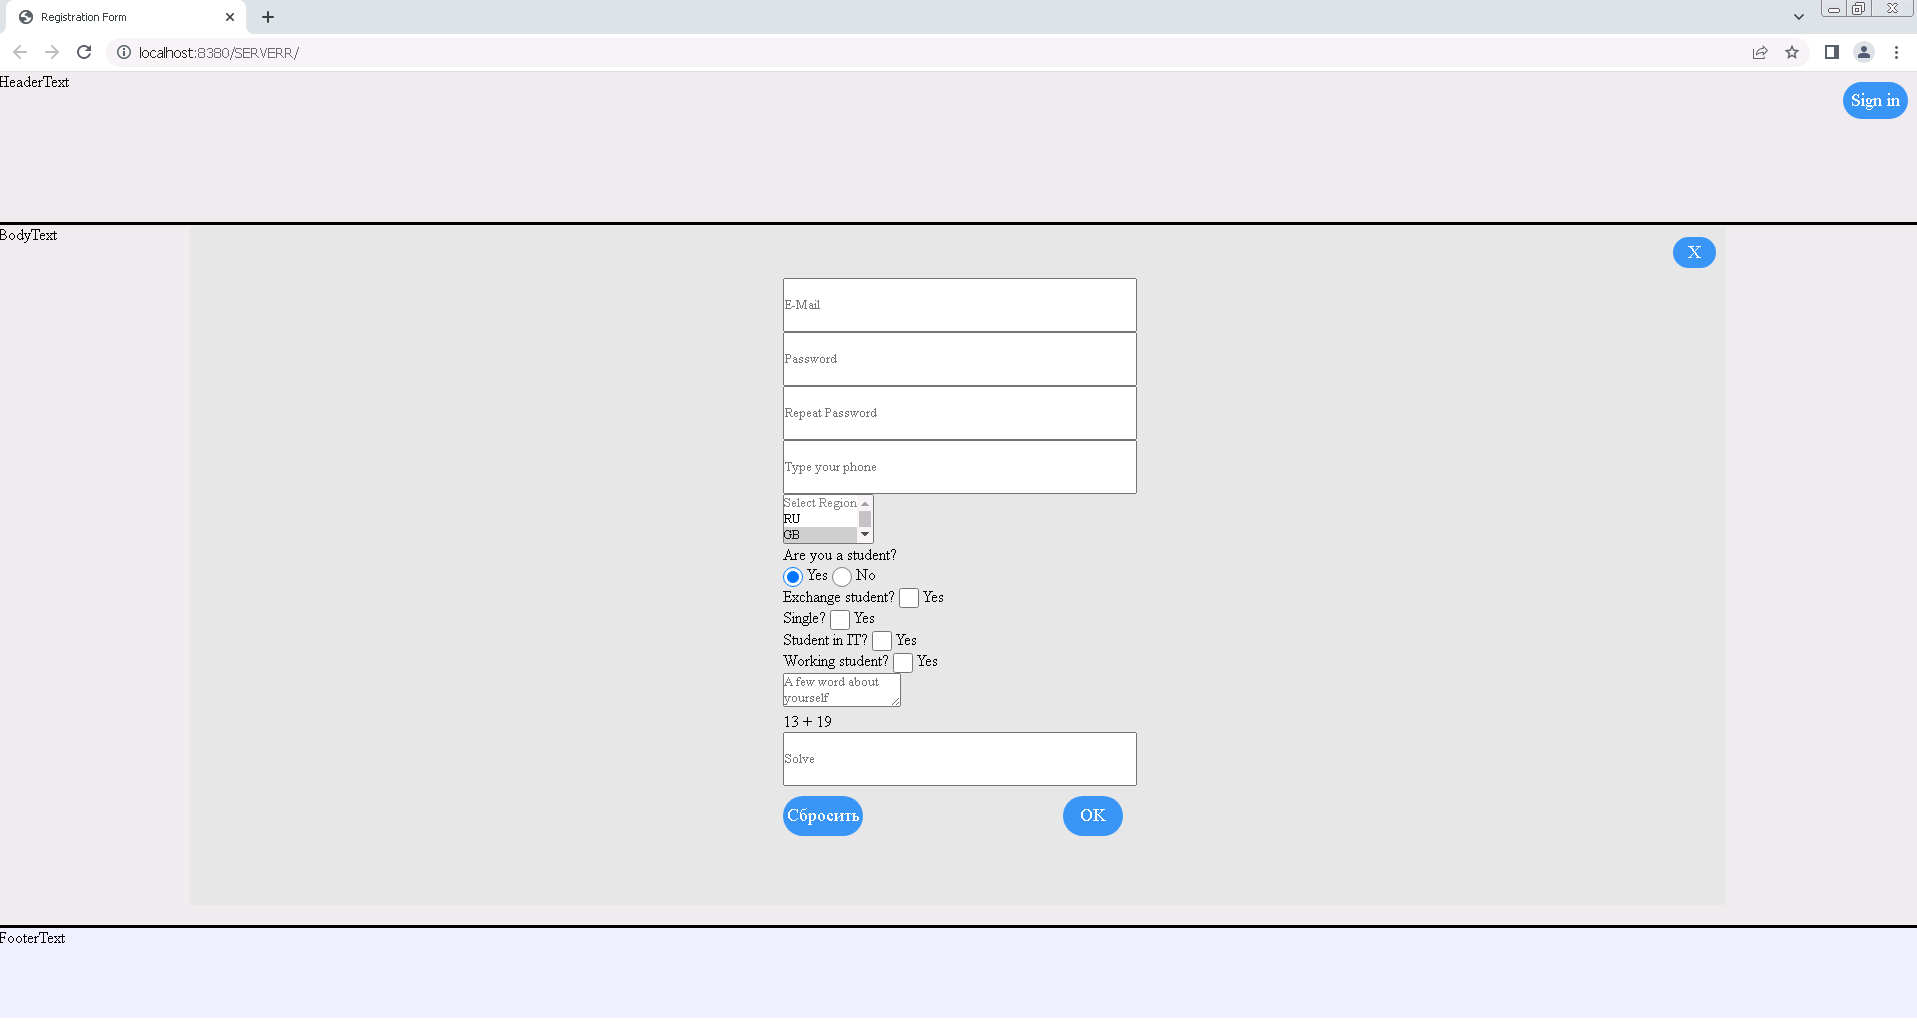 Registration Form
localhost:8380/SERVERR/
HeaderText
Sign in
BodyText
X
E-Mail
Password
Repeat Password
Type your phone
Select Region
RU
GB
Are you a student?
Yes No
Exchange student? Yes
Single? Yes
Student in IT? Yes
Working student? Yes
A few word about
yourself
13 + 19
Solve
Сбросить OK
FooterText